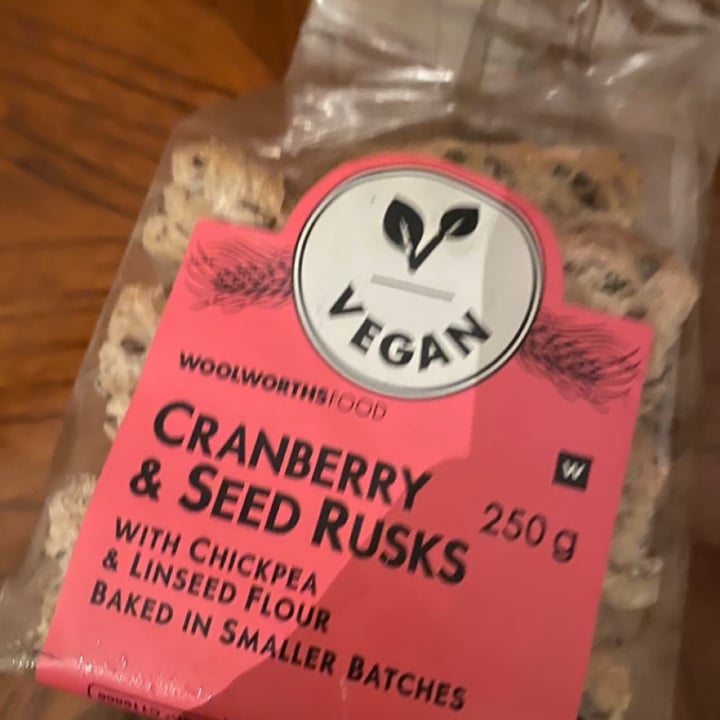 VEGAN
WOOLWORTHSFOOD
W
CRANBERRY
& SEED RUSKS
250 g
WITH CHICKPEA
& LINSEED FLOUR
BAKED IN SMALLER BATCHES